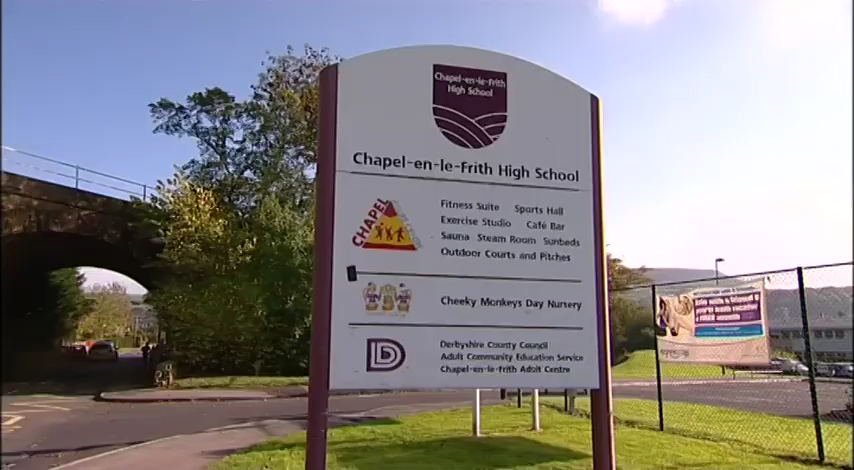 Chapel-en-le-Frith
High School
Chapel-en-le-Frith High School
CHAPEL
Fitness Suite Sports Hall
Exercise Studio Café Bar
Sauna Steam Room Sunbeds
Outdoor Courts and Pitches
Cheeky Monkeys Day Nursery
Derbyshire County Council
Adult Community Education Service
Chapel-en-le-Frith Adult Centre